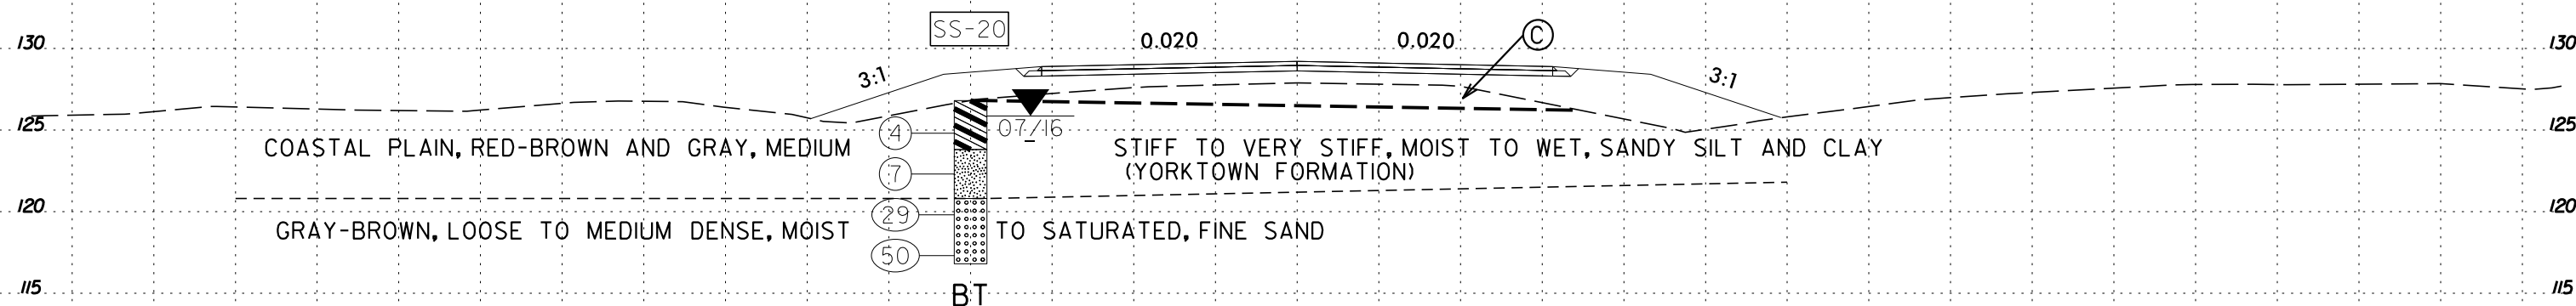 SS-20
130 0.020 0.020 C 130
3:1 3:1
125 4 07/16 125
COASTAL PLAIN, RED-BROWN AND GRAY, MEDIUM STIFF TO VERY STIFF, MOIST TO WET, SANDY SILT AND CLAY
7 (YORKTOWN FORMATION)
120 29 120
GRAY-BROWN, LOOSE TO MEDIUM DENSE, MOIST TO SATURATED, FINE SAND
50
115 BT 115